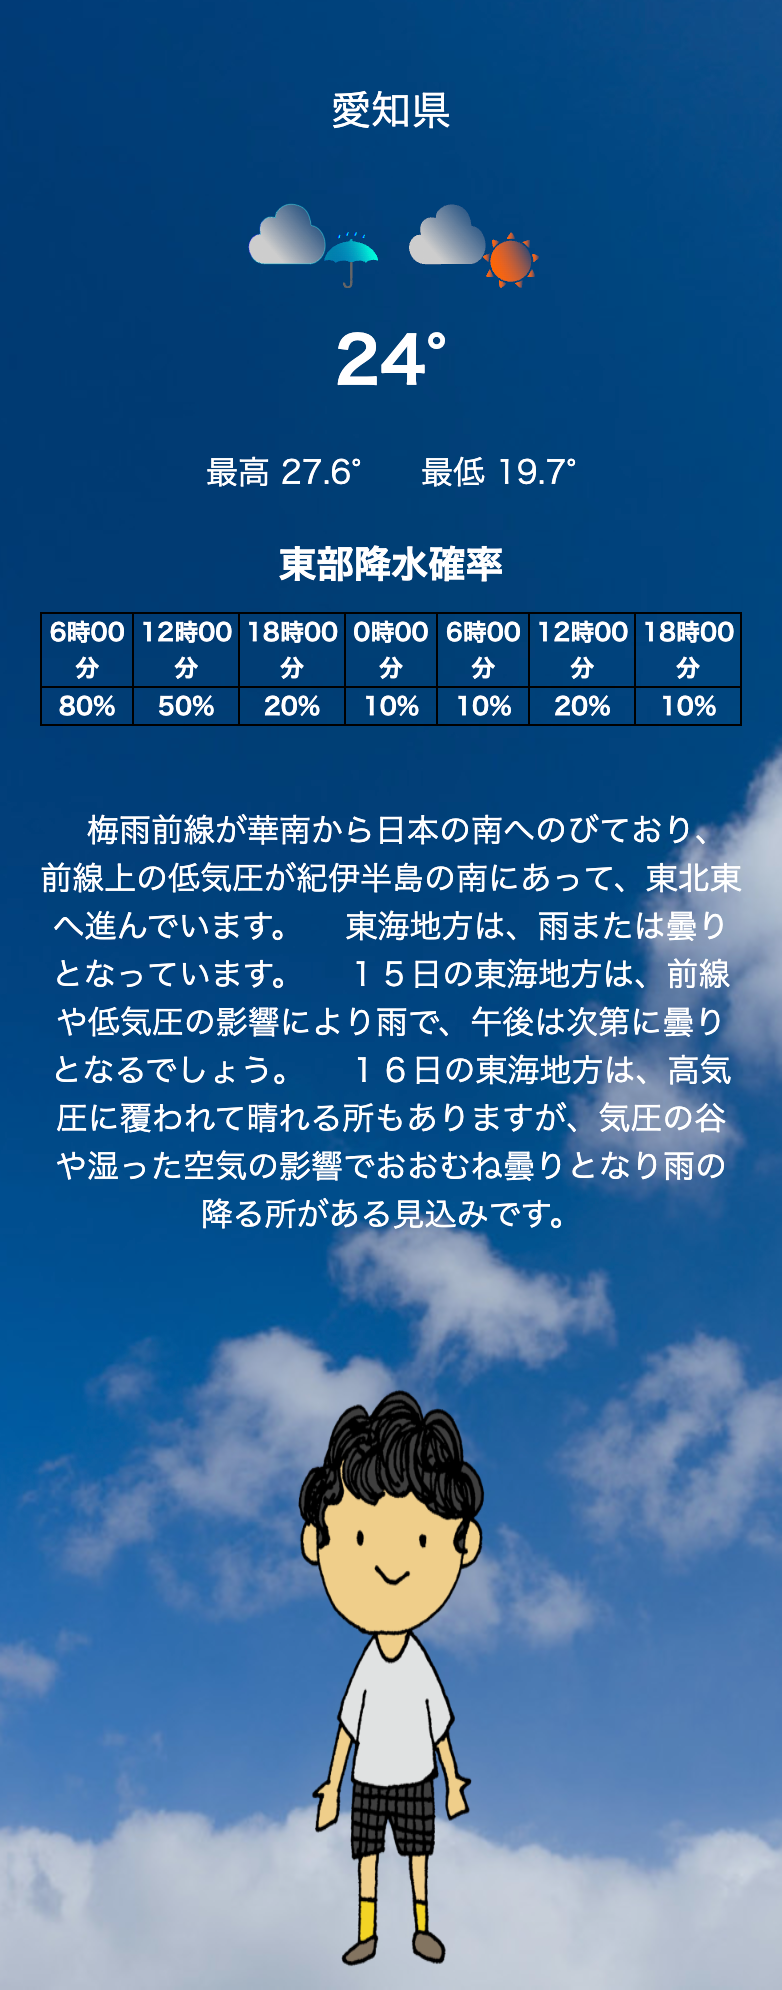 愛知県
24°
最高 27.6°　最低 19.7°
東部降水確率
6時00分 12時00分 18時00分 0時00分 6時00分 12時00分 18時00分
80% 50% 20% 10% 10% 20% 10%
梅雨前線が華南から日本の南へのびており、
前線上の低気圧が紀伊半島の南にあって、東北東
へ進んでいます。　東海地方は、雨または曇り
となっています。　１５日の東海地方は、前線
や低気圧の影響により雨で、午後は次第に曇り
となるでしょう。　１６日の東海地方は、高気
圧に覆われて晴れる所もありますが、気圧の谷
や湿った空気の影響でおおむね曇りとなり雨の
降る所がある見込みです。